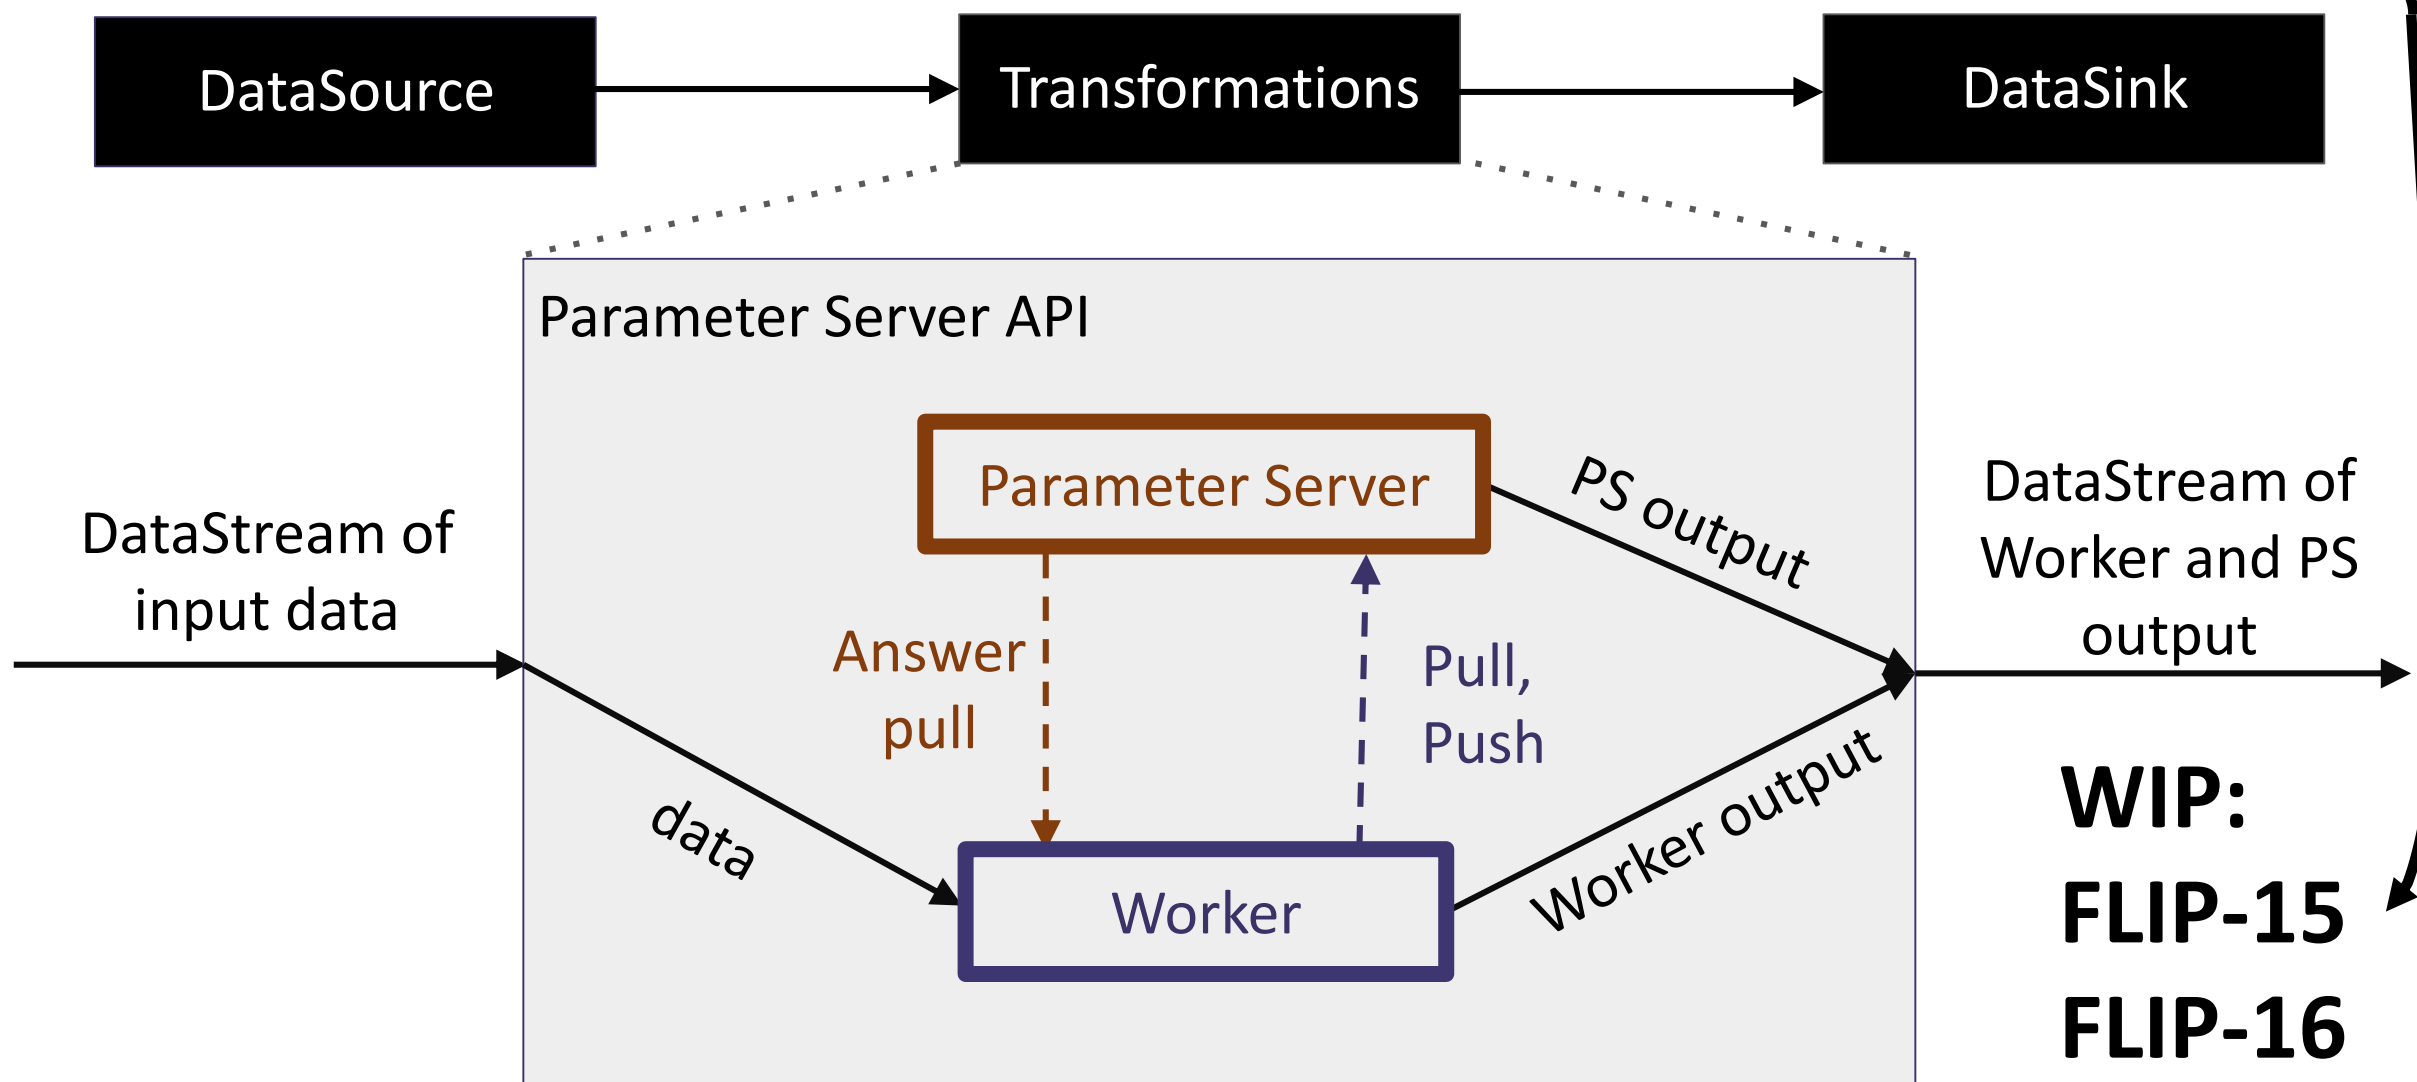 DataSource
Transformations
DataSink
Parameter Server API
DataStream of
input data
Parameter Server
PS output
DataStream of
Worker and PS
output
Answer
pull
Pull,
Push
data
Worker
Worker output
WIP:
FLIP-15
FLIP-16